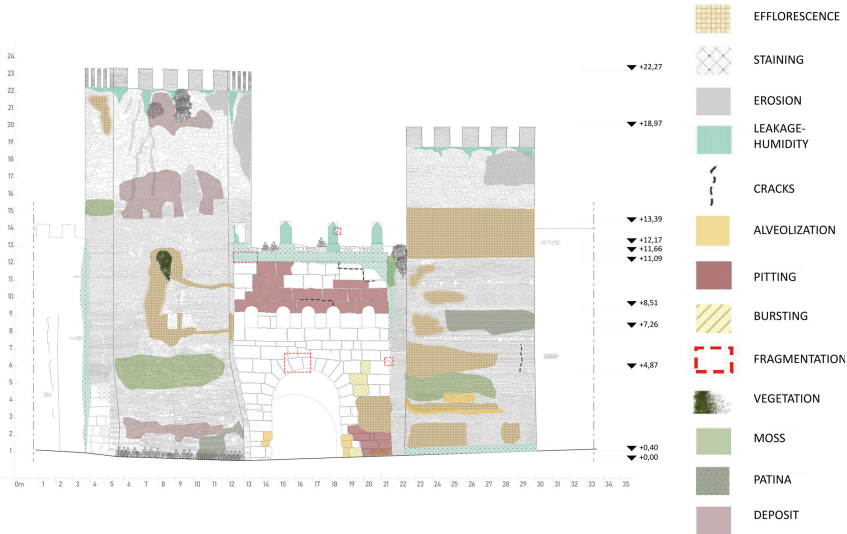 24
23
22
21
20
19
18
17
16
15
14
13
12
11
10
9
8
7
6
5
4
3
2
1
0m 1 2 3 4 5 6 7 8 9 10 11 12 13 14 15 16 17 18 19 20 21 22 23 24 25 26 27 28 29 30 31 32 33 34 35
+22,27
+18,97
+13,39
+12,17
+11,66
+11,09
+8,51
+7,26
+4,87
+0,40
+0,00
EFFLORESCENCE
STAINING
EROSION
LEAKAGE-
HUMIDITY
CRACKS
ALVEOLIZATION
PITTING
BURSTING
FRAGMENTATION
VEGETATION
MOSS
PATINA
DEPOSIT